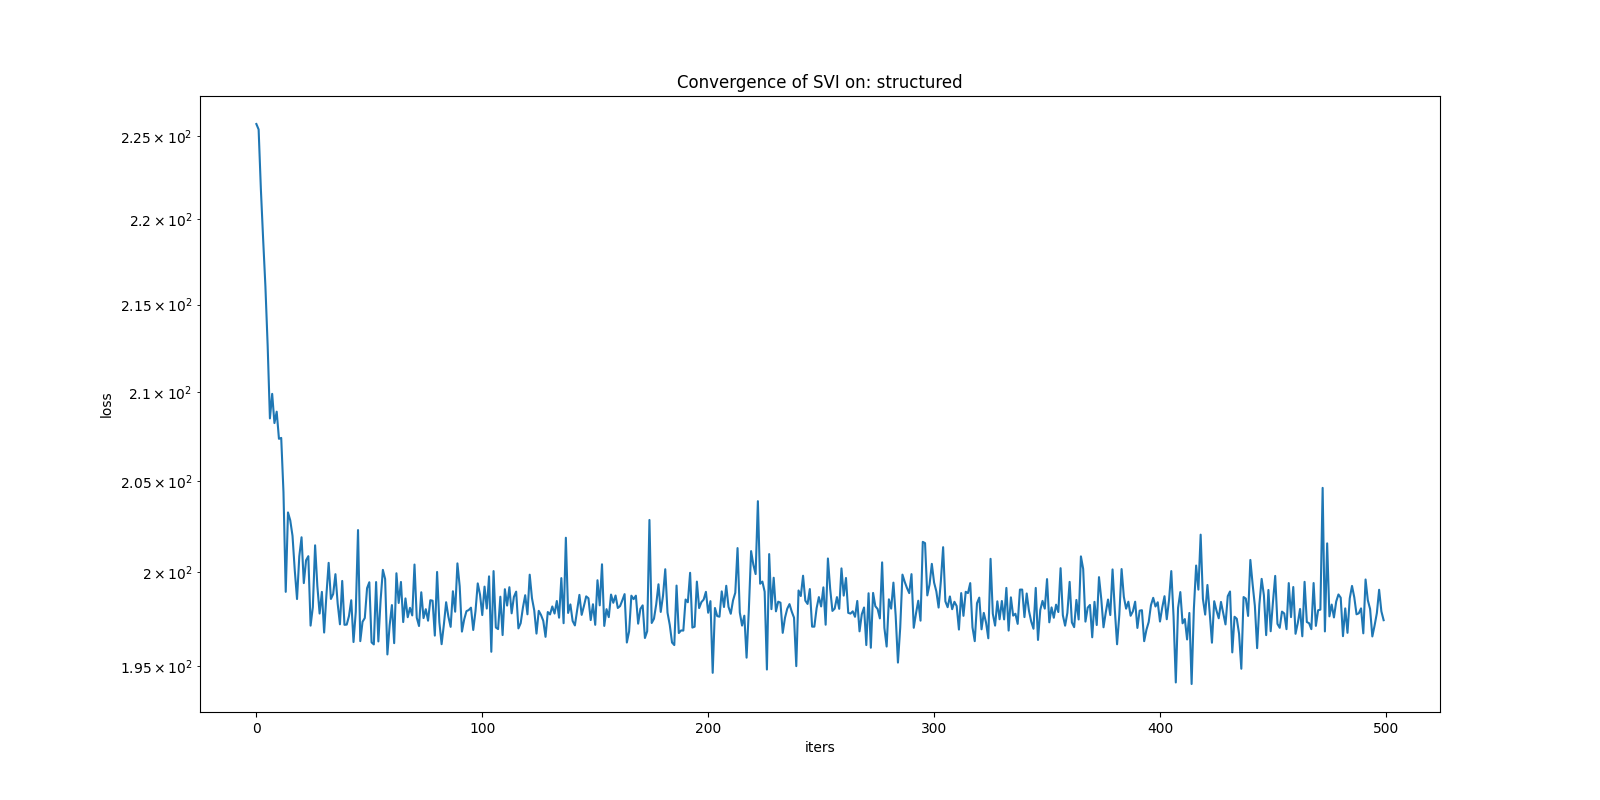 Convergence of SVI on: structured
2.25 × 10²
2.2 × 10²
2.15 × 10²
2.1 × 10²
2.05 × 10²
2 × 10²
1.95 × 10²
loss
0 100 200 300 400 500
iters